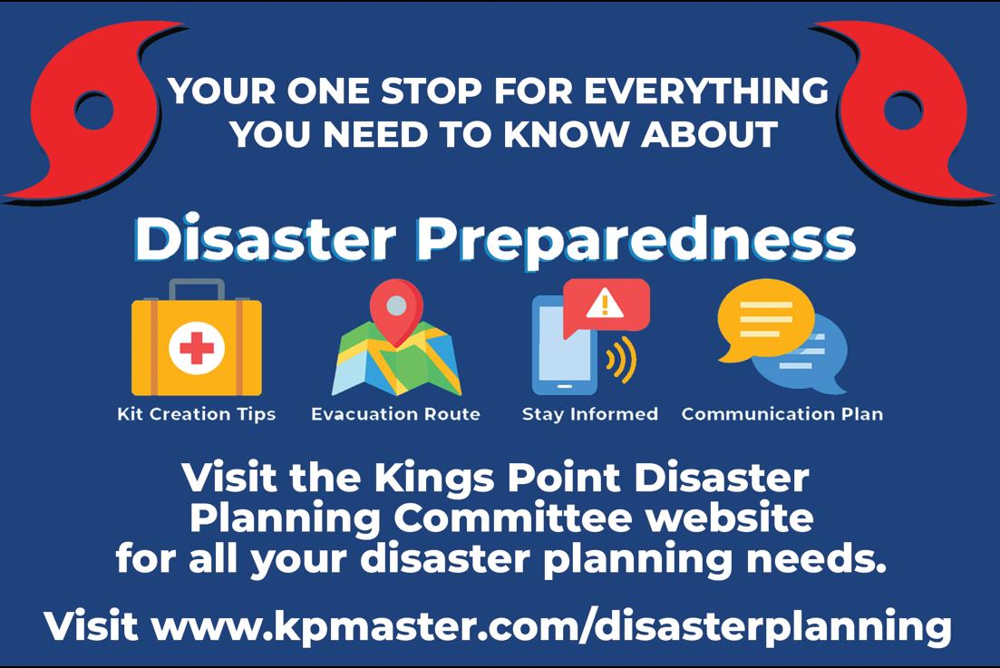 YOUR ONE STOP FOR EVERYTHING
YOU NEED TO KNOW ABOUT
Disaster Preparedness
Kit Creation Tips
Evacuation Route
Stay Informed
Communication Plan
Visit the Kings Point Disaster
Planning Committee website
for all your disaster planning needs.
Visit www.kpmaster.com/disasterplanning